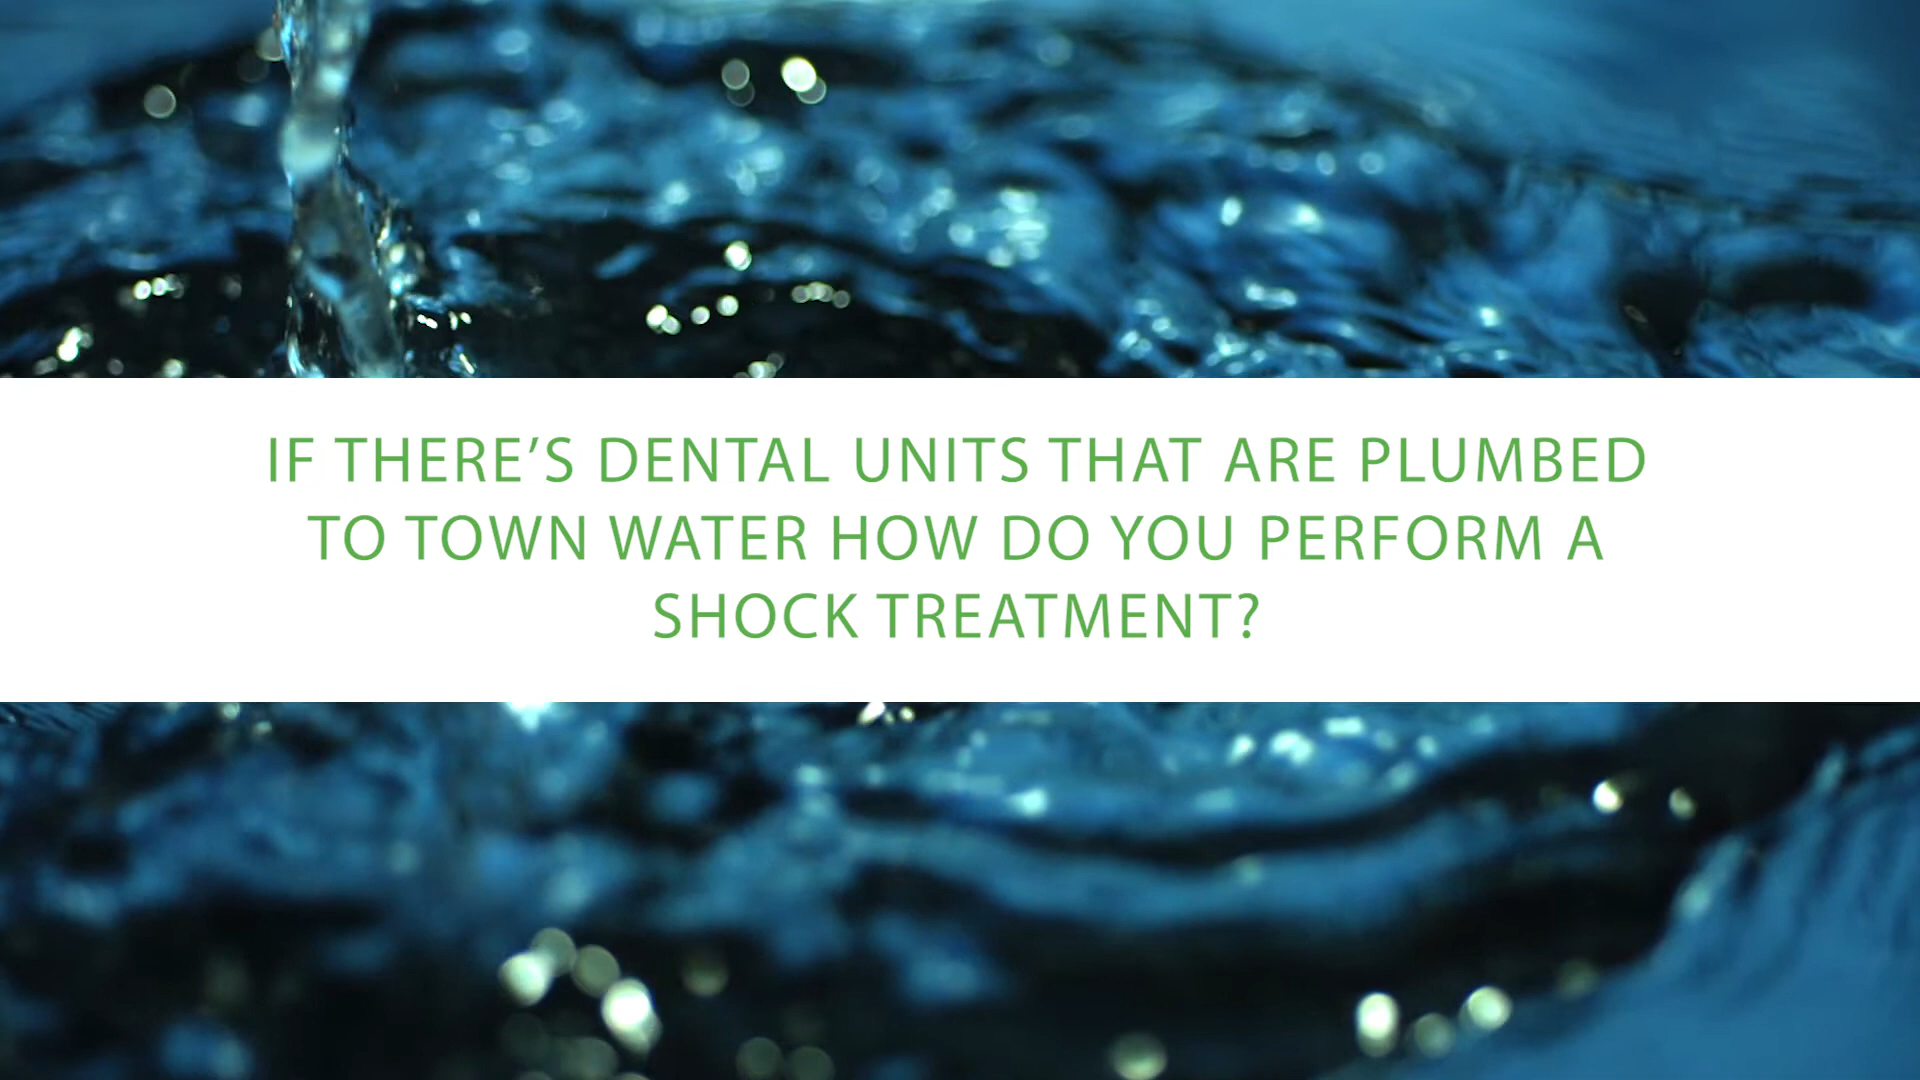 IF THERE’S DENTAL UNITS THAT ARE PLUMBED
TO TOWN WATER HOW DO YOU PERFORM A
SHOCK TREATMENT?